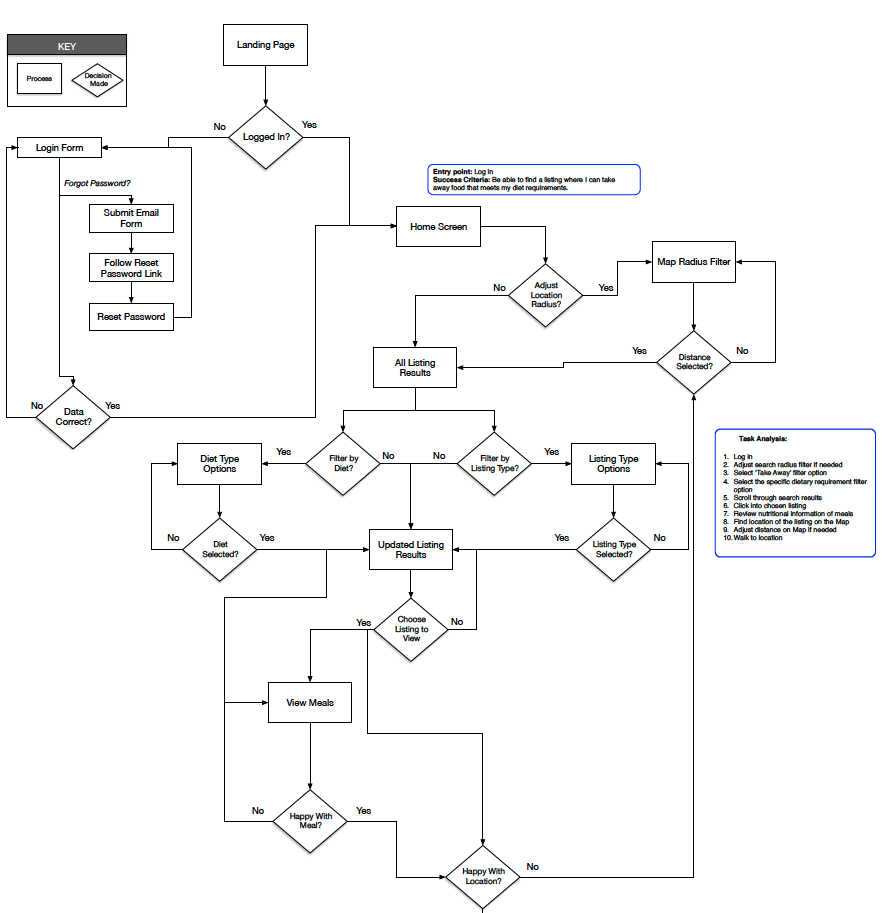 KEY
Process
Decision
Made
Landing Page
Logged In?
No
Yes
Login Form
Forgot Password?
Submit Email
Form
Follow Reset
Password Link
Reset Password
No
Data
Correct?
Yes
Entry point: Log in
Success Criteria: Be able to find a listing where I can take
away food that meets my diet requirements.
Home Screen
No
Adjust
Location
Radius?
Yes
Map Radius Filter
Yes
Distance
Selected?
No
All Listing
Results
Diet Type
Options
Yes
Filter by
Diet?
No
No
Filter by
Listing Type?
Yes
Listing Type
Options
Task Analysis:
1. Log in
2. Adjust search radius filter if needed
3. Select 'Take Away' filter option
4. Select the specific dietary requirement filter
option
5. Scroll through search results
6. Click into chosen listing
7. Review nutritional information of meals
8. Find location of the listing on the Map
9. Adjust distance on Map if needed
10. Walk to location
No
Diet
Selected?
Yes
Updated Listing
Results
Yes
Listing Type
Selected?
No
Yes
Choose
Listing to
View
No
View Meals
No
Happy With
Meal?
Yes
Happy With
Location?
No